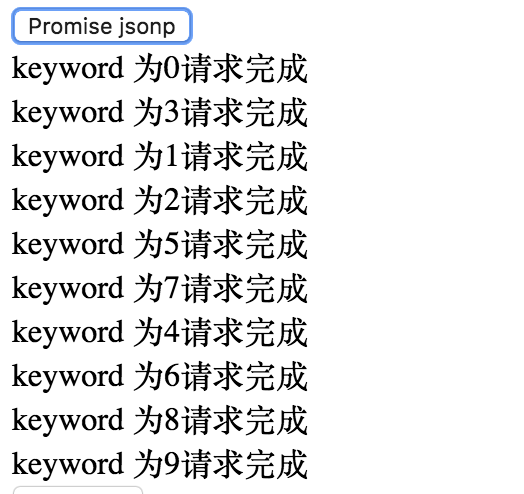 Promise jsonp
keyword 为0请求完成
keyword 为3请求完成
keyword 为1请求完成
keyword 为2请求完成
keyword 为5请求完成
keyword 为7请求完成
keyword 为4请求完成
keyword 为6请求完成
keyword 为8请求完成
keyword 为9请求完成